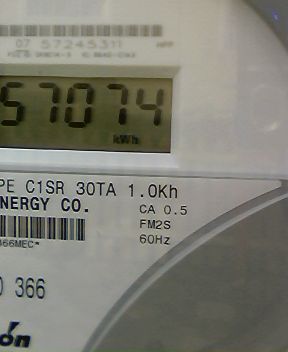 07 57245311
57074
kWh
PE C1SR 30TA 1.0Kh
NERGY CO.
CA 0.5
FM2S
60Hz
366MEC*
0 366
on